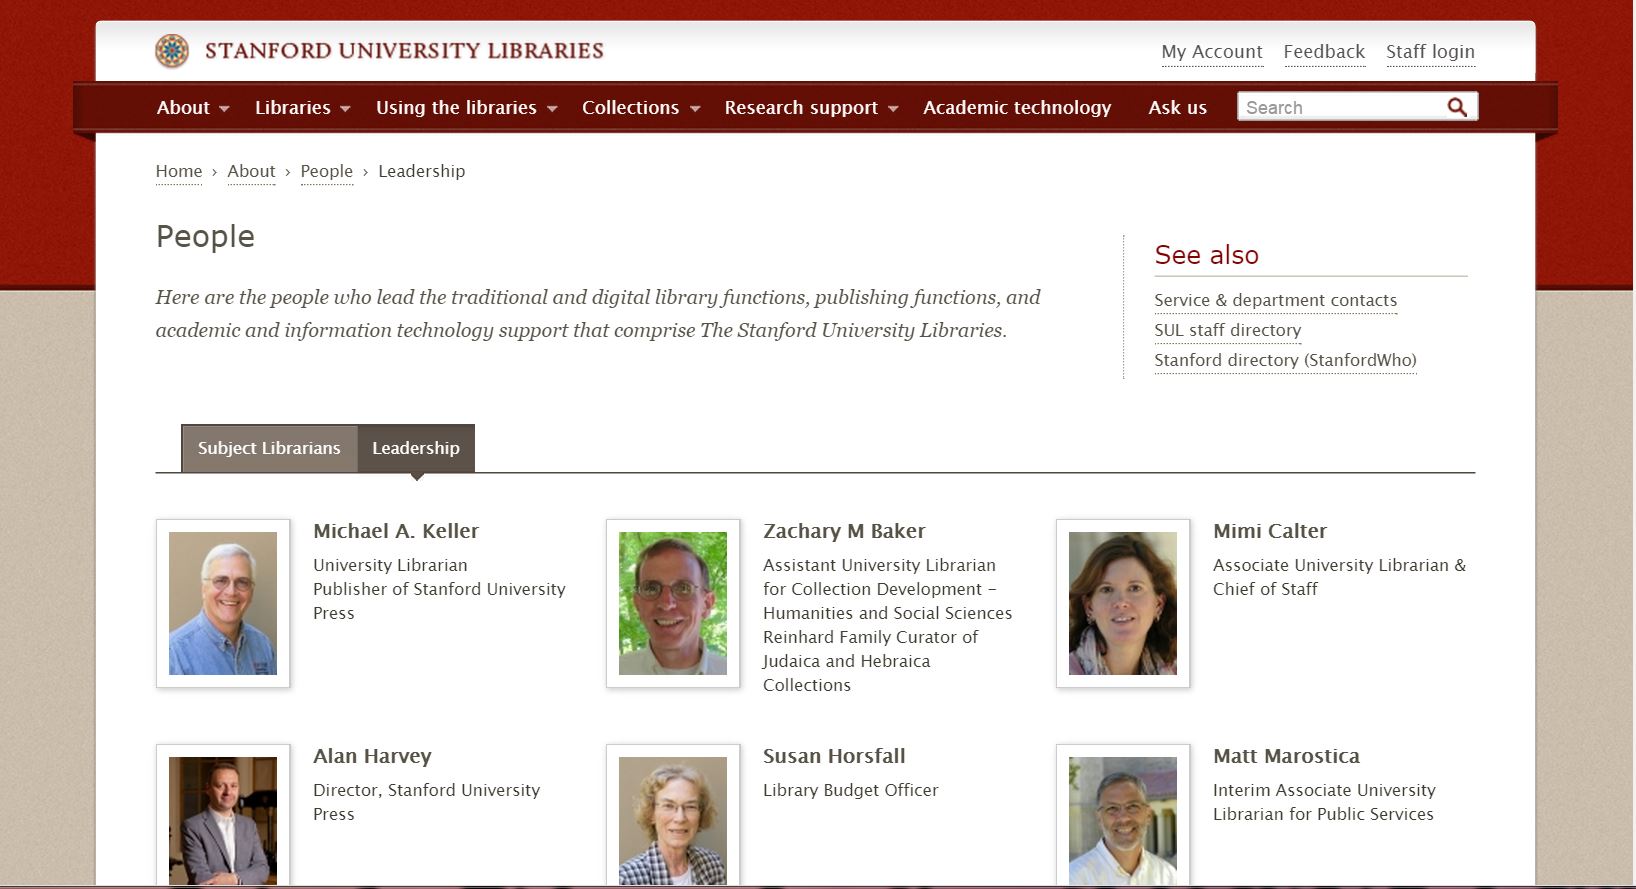 STANFORD UNIVERSITY LIBRARIES
My Account Feedback Staff login
About Libraries Using the libraries Collections Research support Academic technology Ask us Search
Home › About › People › Leadership
People
Here are the people who lead the traditional and digital library functions, publishing functions, and
academic and information technology support that comprise The Stanford University Libraries.
See also
Service & department contacts
SUL staff directory
Stanford directory (StanfordWho)
Subject Librarians Leadership
Michael A. Keller
University Librarian
Publisher of Stanford University
Press
Zachary M Baker
Assistant University Librarian
for Collection Development -
Humanities and Social Sciences
Reinhard Family Curator of
Judaica and Hebraica
Collections
Mimi Calter
Associate University Librarian &
Chief of Staff
Alan Harvey
Director, Stanford University
Press
Susan Horsfall
Library Budget Officer
Matt Marostica
Interim Associate University
Librarian for Public Services